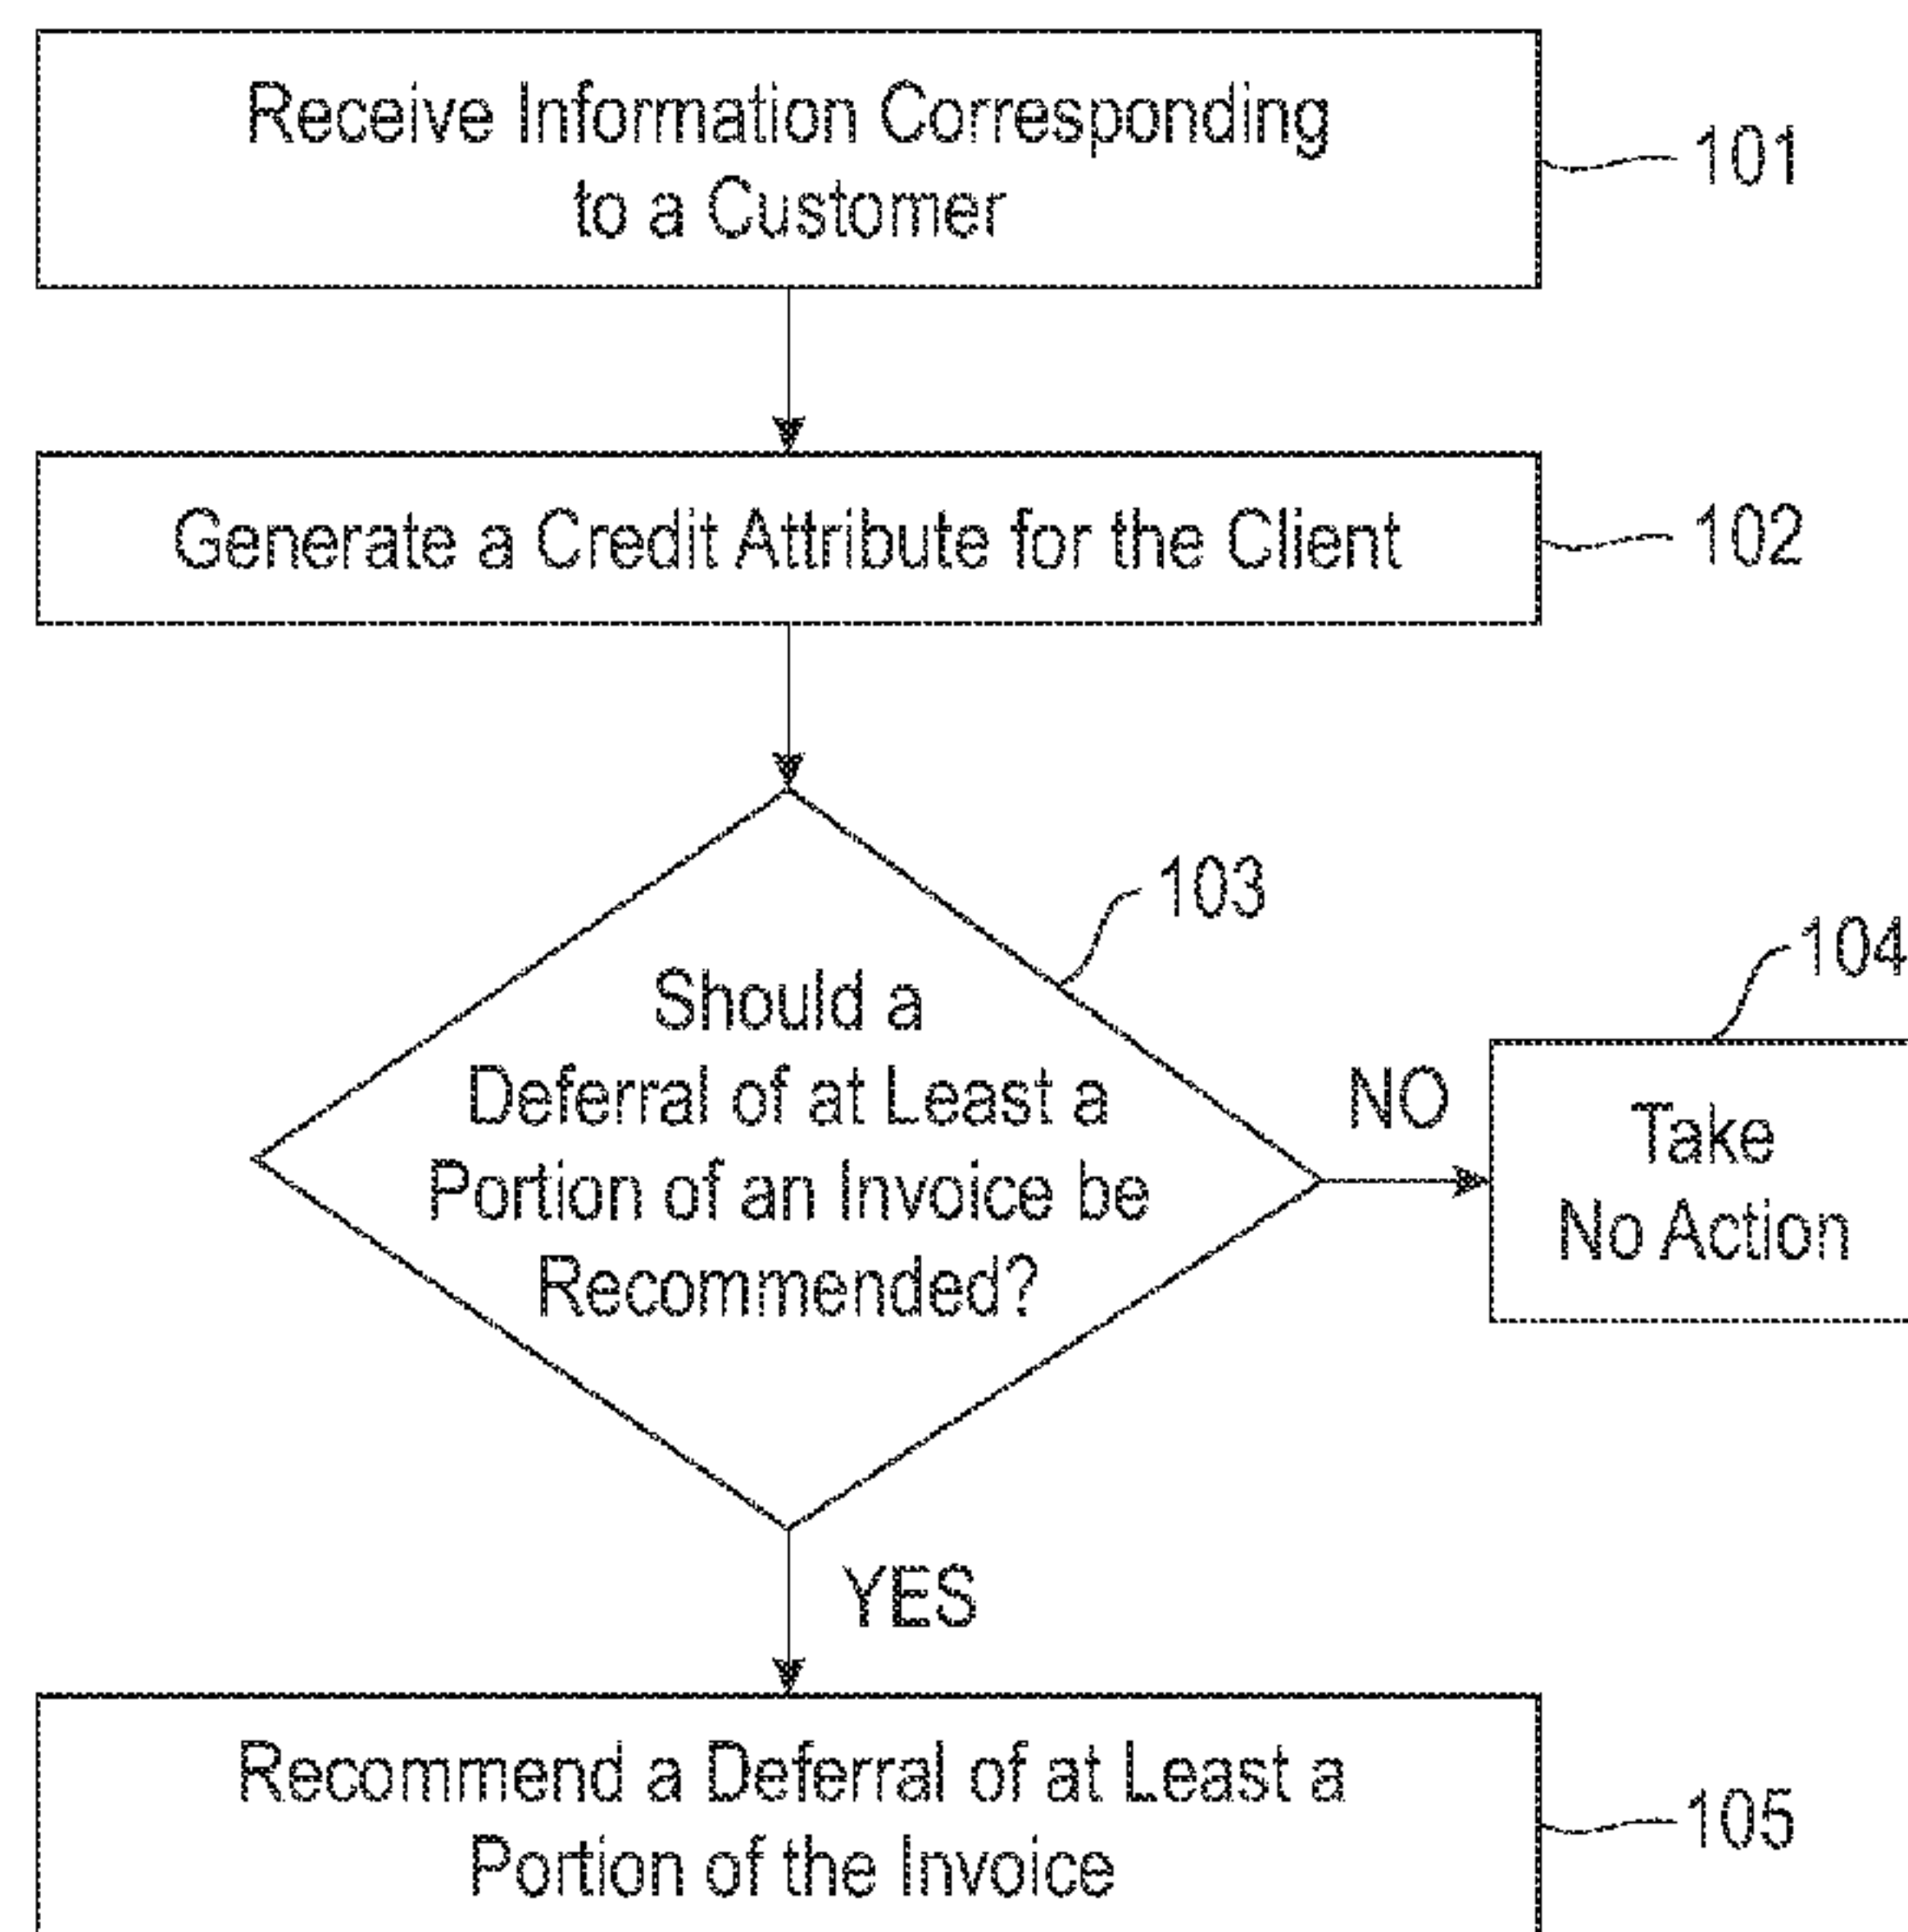 Receive Information Corresponding
to a Customer
101
Generate a Credit Attribute for the Client
102
103
Should a
Deferral of at Least a
Portion of an Invoice be
Recommended?
104
NO
Take
No Action
YES
Recommend a Deferral of at Least a
Portion of the Invoice
105